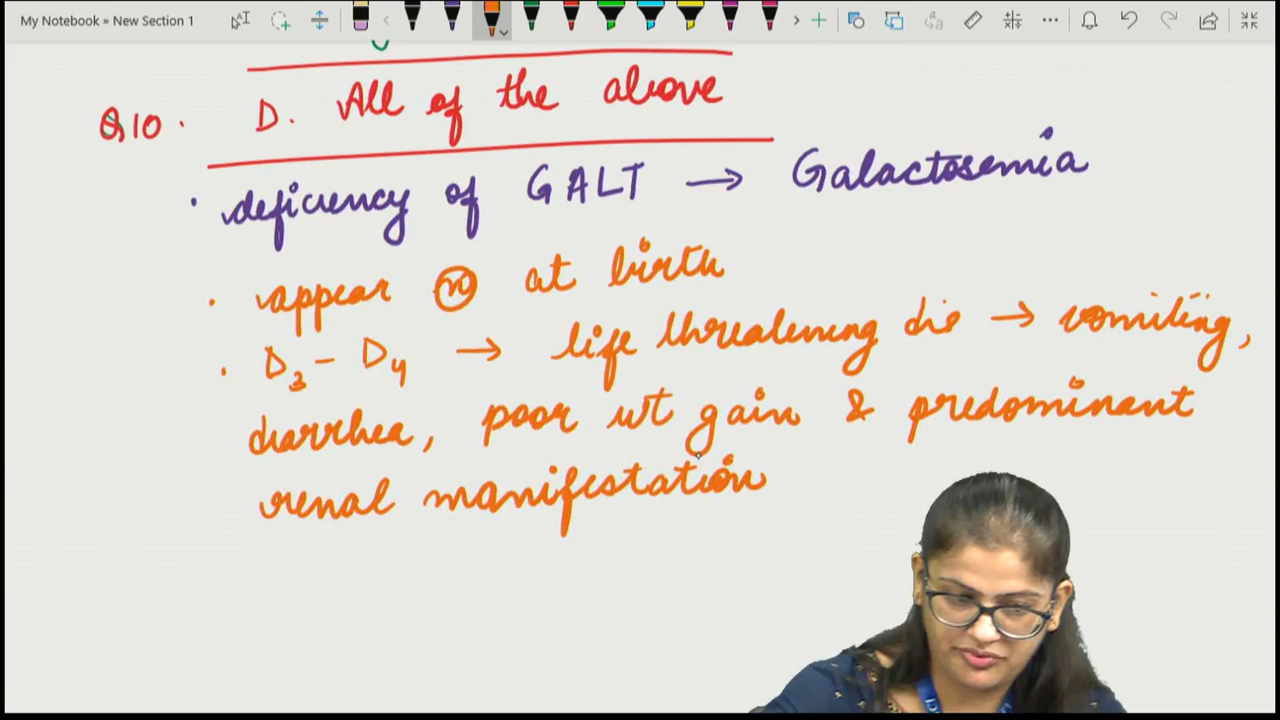 My Notebook » New Section 1
D. All of the above
Q10.
• deficiency of GALT → Galactosemia
• appear (n) at birth
• D3 - D4 → life threatening dis → vomiting,
diarrhea, poor wt gain & predominant
renal manifestation